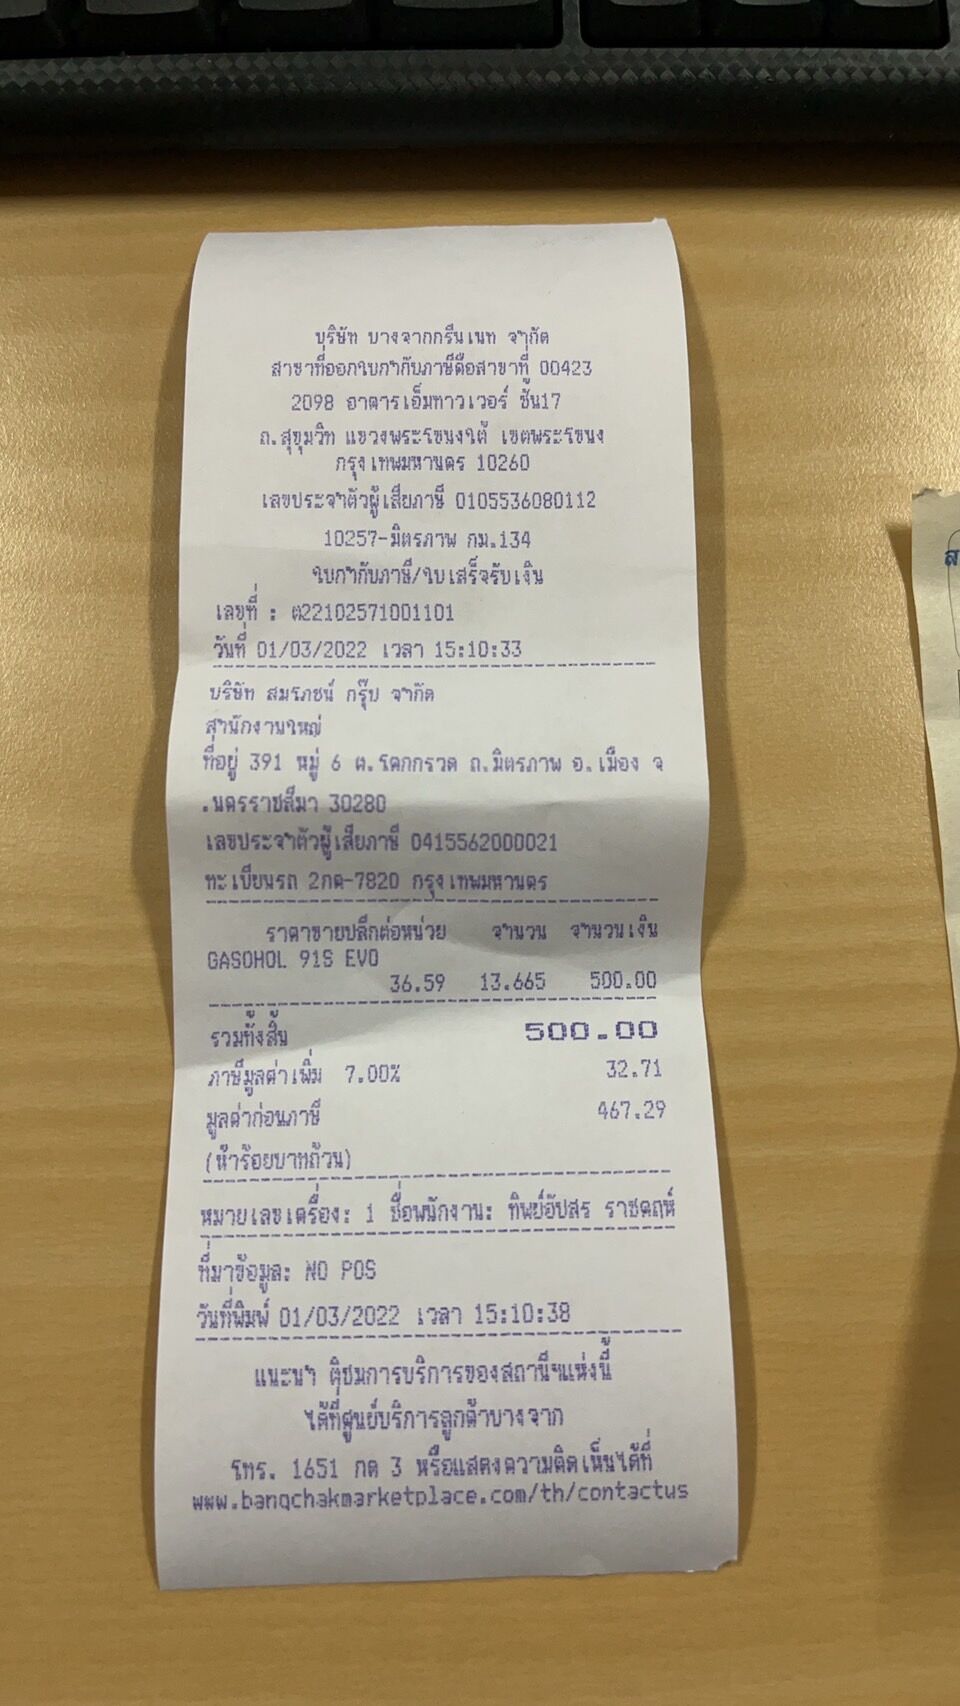 บริษัท บางจากกรีนเนท จำกัด
สาขาที่ออกใบกำกับภาษีคือสาขาที่ 00423
2098 อาคารเอ็มทาวเวอร์ ชั้น17
ถ.สุขุมวิท แขวงพระโขนงใต้ เขตพระโขนง
กรุงเทพมหานคร 10260
เลขประจำตัวผู้เสียภาษี 0105536080112
10257-มิตรภาพ กม.134
ใบกำกับภาษี/ใบเสร็จรับเงิน
เลขที่ : ต22102571001101
วันที่ 01/03/2022 เวลา 15:10:33
บริษัท สมโภชน์ กรุ๊ป จำกัด
สำนักงานใหญ่
ที่อยู่ 391 หมู่ 6 ต.โคกกรวด ถ.มิตรภาพ อ.เมือง จ
.นครราชสีมา 30280
เลขประจำตัวผู้เสียภาษี 0415562000021
ทะเบียนรถ 2กค-7820 กรุงเทพมหานคร
ราคาขายปลีกต่อหน่วย จำนวน จำนวนเงิน
GASOHOL 91S EVO
36.59 13.665 500.00
รวมทั้งสิ้น 500.00
ภาษีมูลค่าเพิ่ม 7.00% 32.71
มูลค่าก่อนภาษี 467.29
(ห้าร้อยบาทถ้วน)
หมายเลขเครื่อง: 1 ชื่อพนักงาน: ทิพย์อัปสร ราชคฤห์
ที่มาข้อมูล: NO POS
วันที่พิมพ์ 01/03/2022 เวลา 15:10:38
แนะนำ ติชมการบริการของสถานีฯแห่งนี้
ได้ที่ศูนย์บริการลูกค้าบางจาก
โทร. 1651 กด 3 หรือแสดงความคิดเห็นได้ที่
www.bangchakmarketplace.com/th/contactus